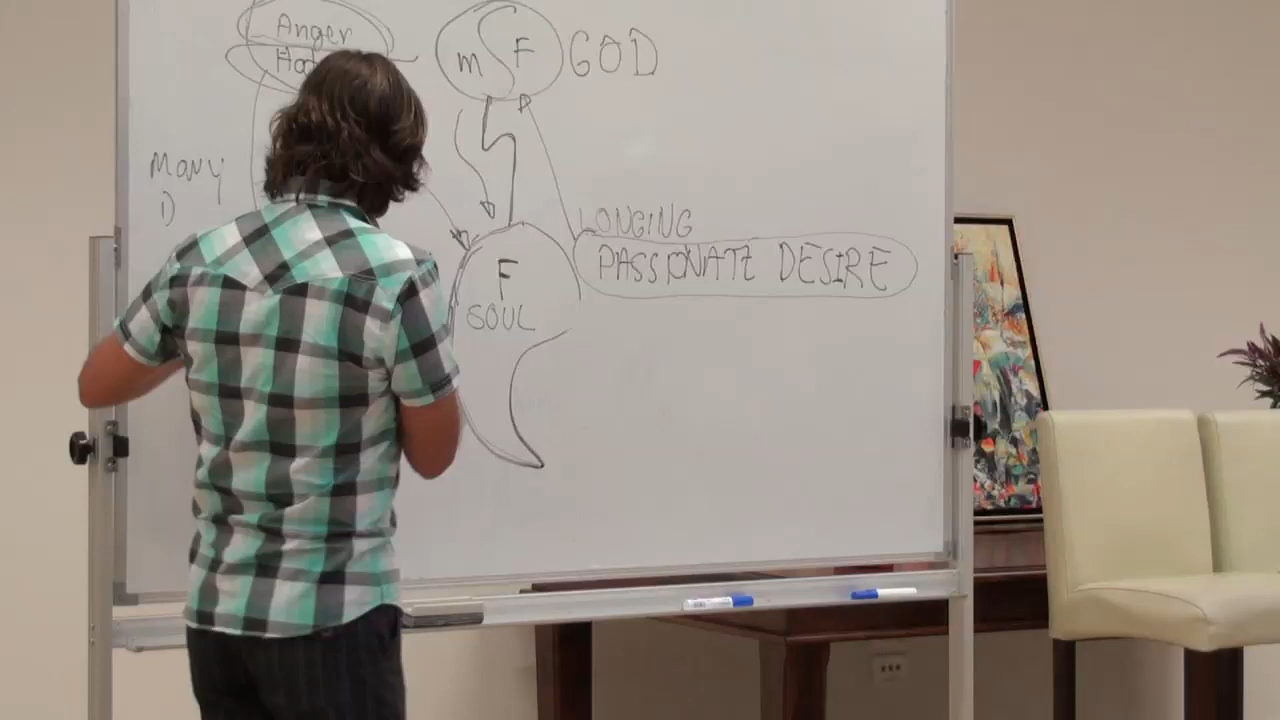 Anger
m F GOD
Many
D
LONGING
PASSIONATE DESIRE
F
SOUL